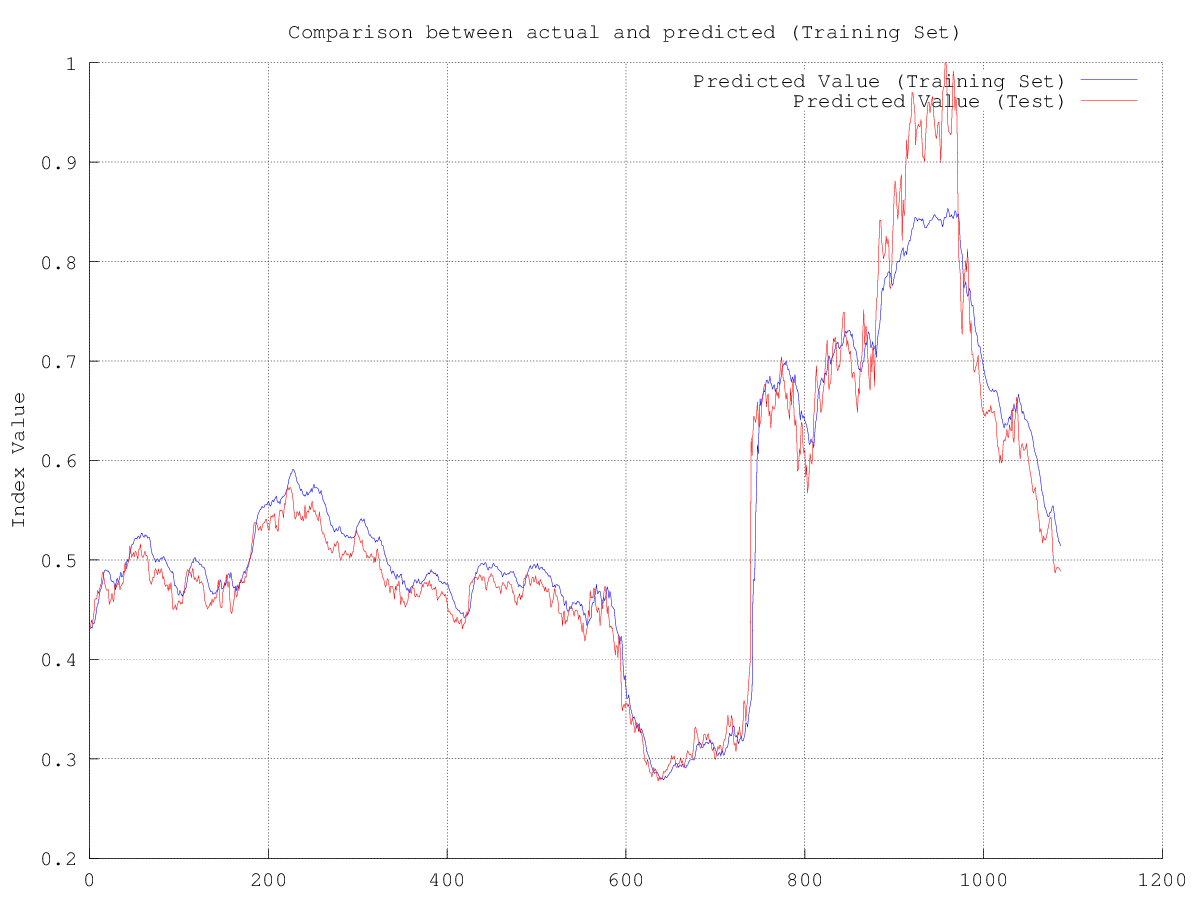 Comparison between actual and predicted (Training Set)
Predicted Value (Training Set)
Predicted Value (Test)
1
0.9
0.8
0.7
0.6
0.5
0.4
0.3
0.2
Index Value
0 200 400 600 800 1000 1200